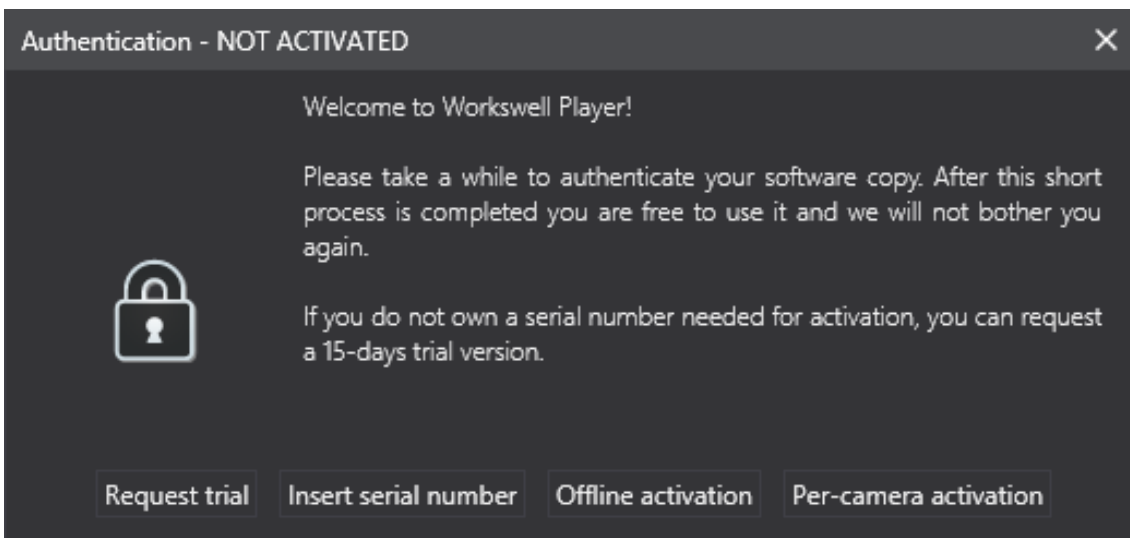 Authentication - NOT ACTIVATED
Welcome to Workswell Player!
Please take a while to authenticate your software copy. After this short
process is completed you are free to use it and we will not bother you
again.
If you do not own a serial number needed for activation, you can request
a 15-days trial version.
Request trial Insert serial number Offline activation Per-camera activation